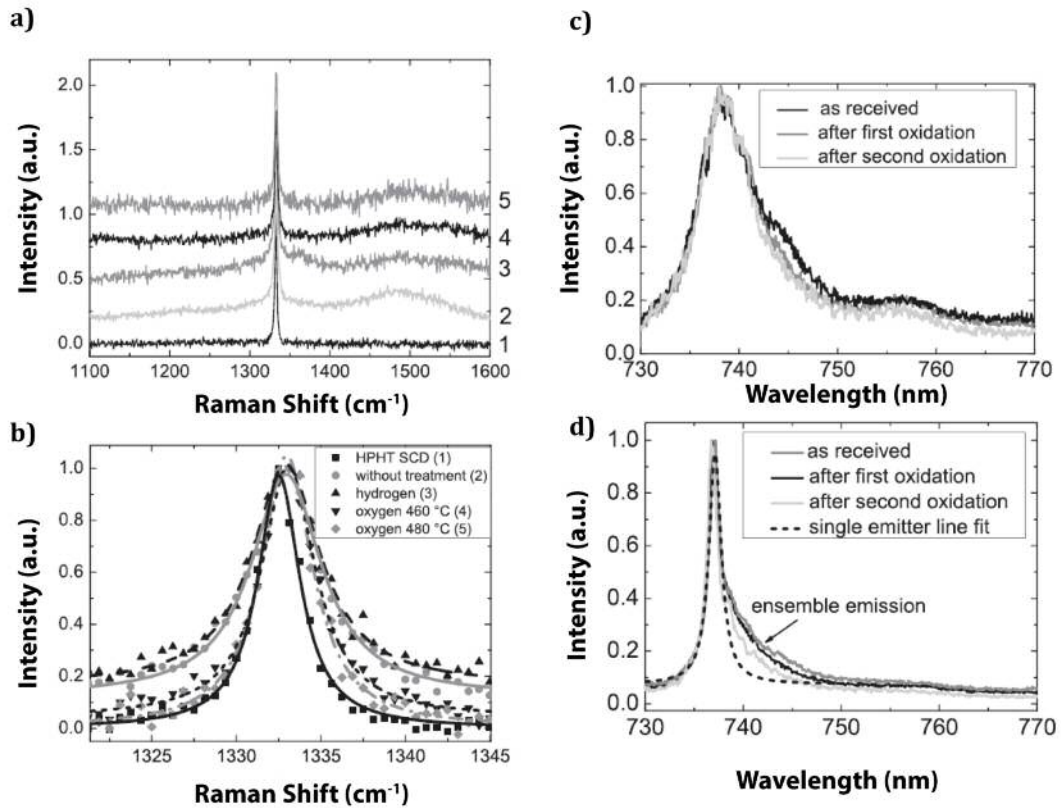 a)
Intensity (a.u.)
2.0
1.5
1.0
0.5
0.0
5
4
3
2
1
1100 1200 1300 1400 1500 1600
Raman Shift (cm⁻¹)
b)
Intensity (a.u.)
1.0
0.8
0.6
0.4
0.2
0.0
HPHT SCD (1)
without treatment (2)
hydrogen (3)
oxygen 460 °C (4)
oxygen 480 °C (5)
1325 1330 1335 1340 1345
Raman Shift (cm⁻¹)
c)
Intensity (a.u.)
1.0
0.8
0.6
0.4
0.2
0.0
as received
after first oxidation
after second oxidation
730 740 750 760 770
Wavelength (nm)
d)
Intensity (a.u.)
1.0
0.8
0.6
0.4
0.2
0.0
as received
after first oxidation
after second oxidation
single emitter line fit
ensemble emission
730 740 750 760 770
Wavelength (nm)